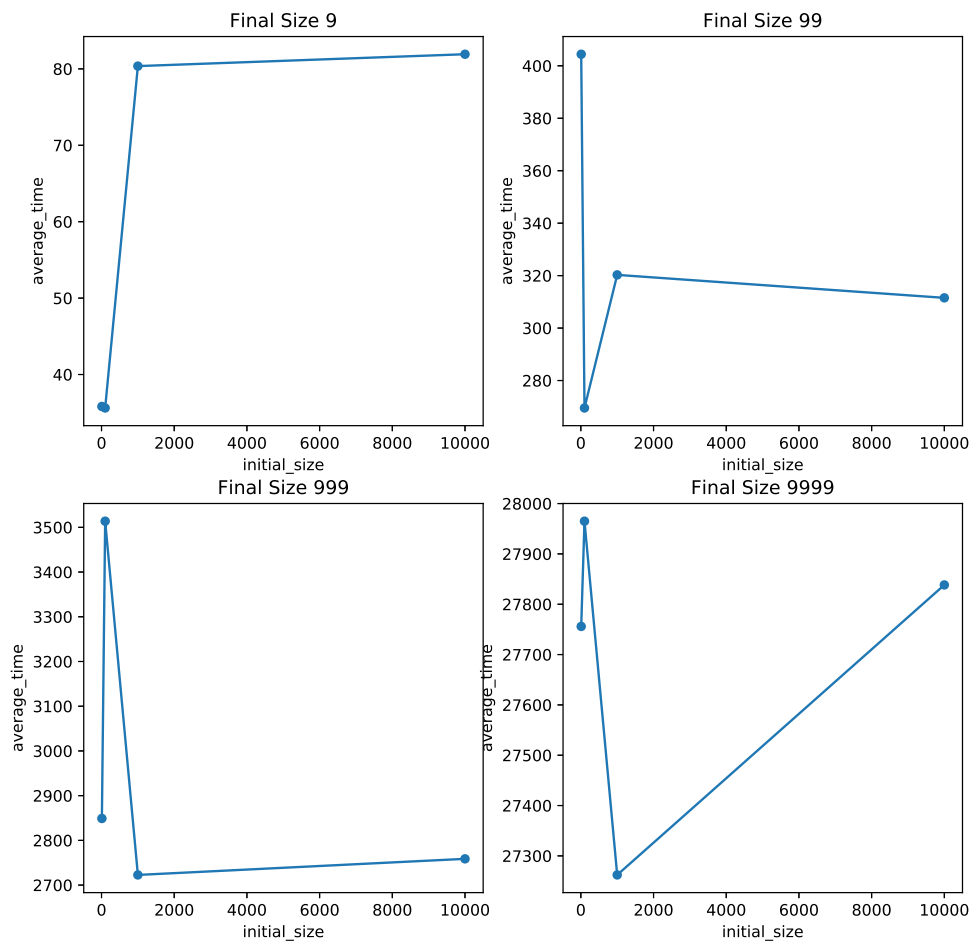 Final Size 9
80
70
60
50
40
average_time
0 2000 4000 6000 8000 10000
initial_size
Final Size 99
400
380
360
340
320
300
280
average_time
0 2000 4000 6000 8000 10000
initial_size
Final Size 999
3500
3400
3300
3200
3100
3000
2900
2800
2700
average_time
0 2000 4000 6000 8000 10000
initial_size
Final Size 9999
28000
27900
27800
27700
27600
27500
27400
27300
average_time
0 2000 4000 6000 8000 10000
initial_size